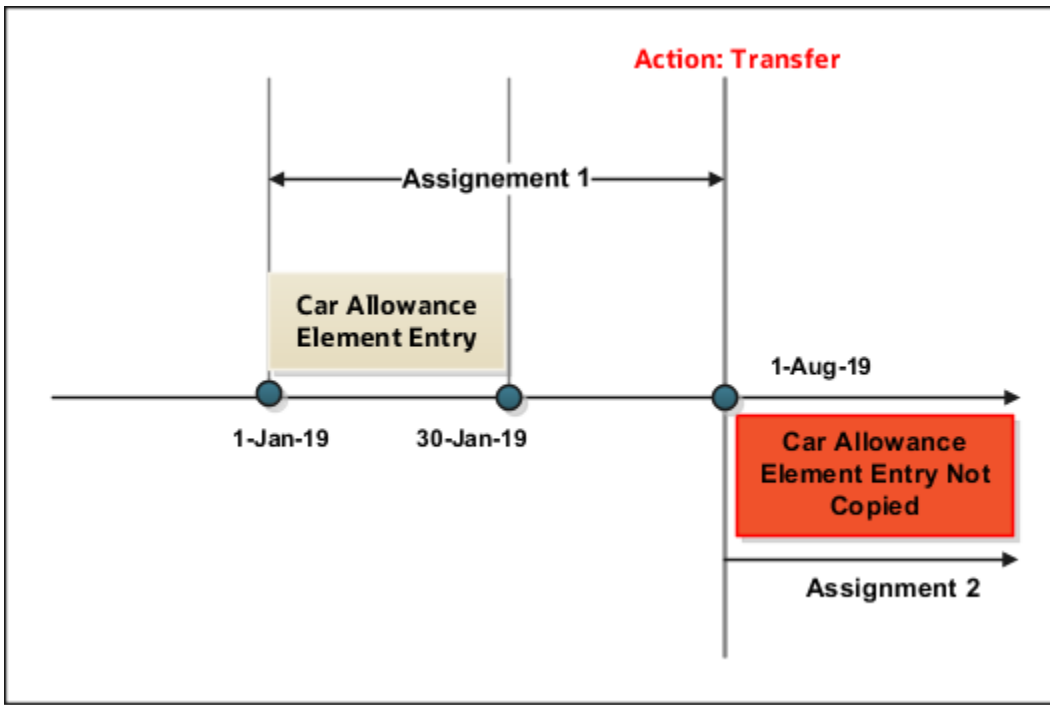 Action: Transfer
Assignement 1
Car Allowance
Element Entry
1-Aug-19
1-Jan-19
30-Jan-19
Car Allowance
Element Entry Not
Copied
Assignment 2